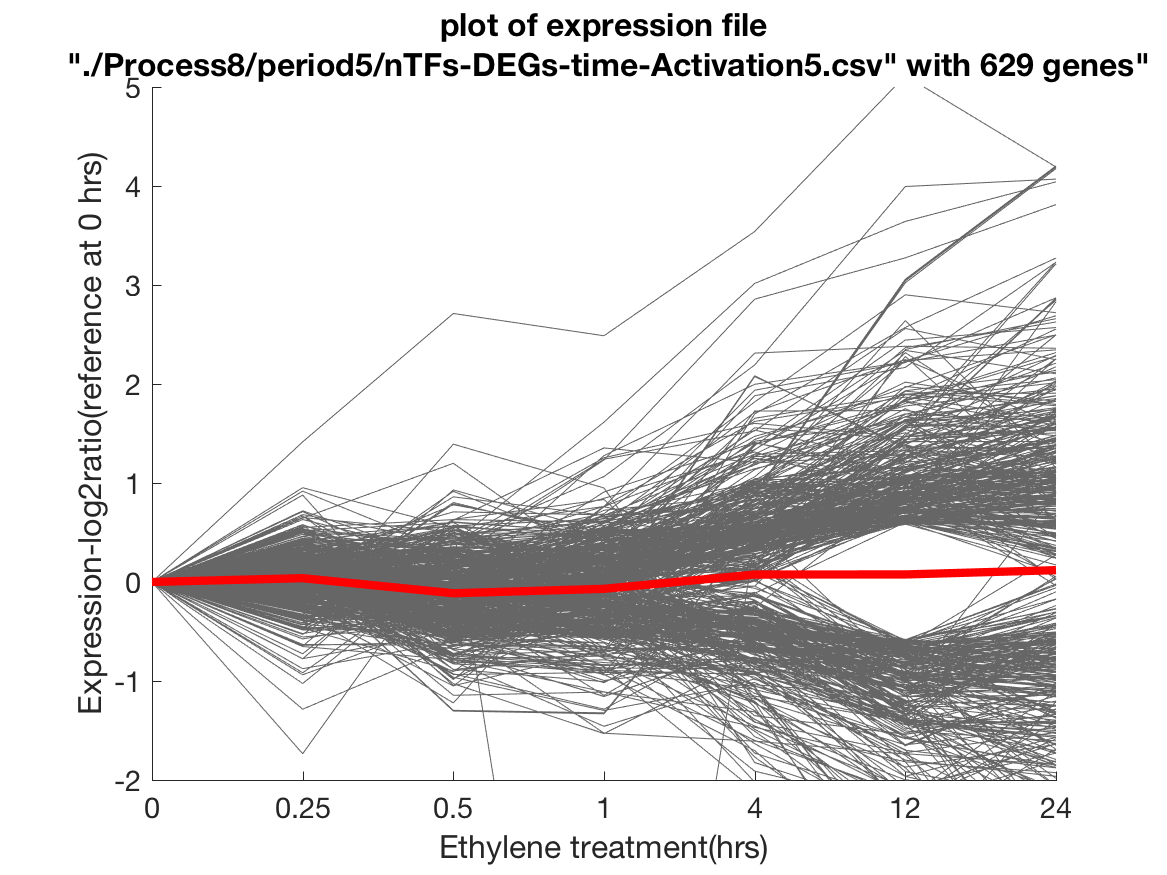 plot of expression file
"./Process8/period5/nTFs-DEGs-time-Activation5.csv" with 629 genes"
Expression-log2ratio(reference at 0 hrs)
5
4
3
2
1
0
-1
-2
0 0.25 0.5 1 4 12 24
Ethylene treatment(hrs)